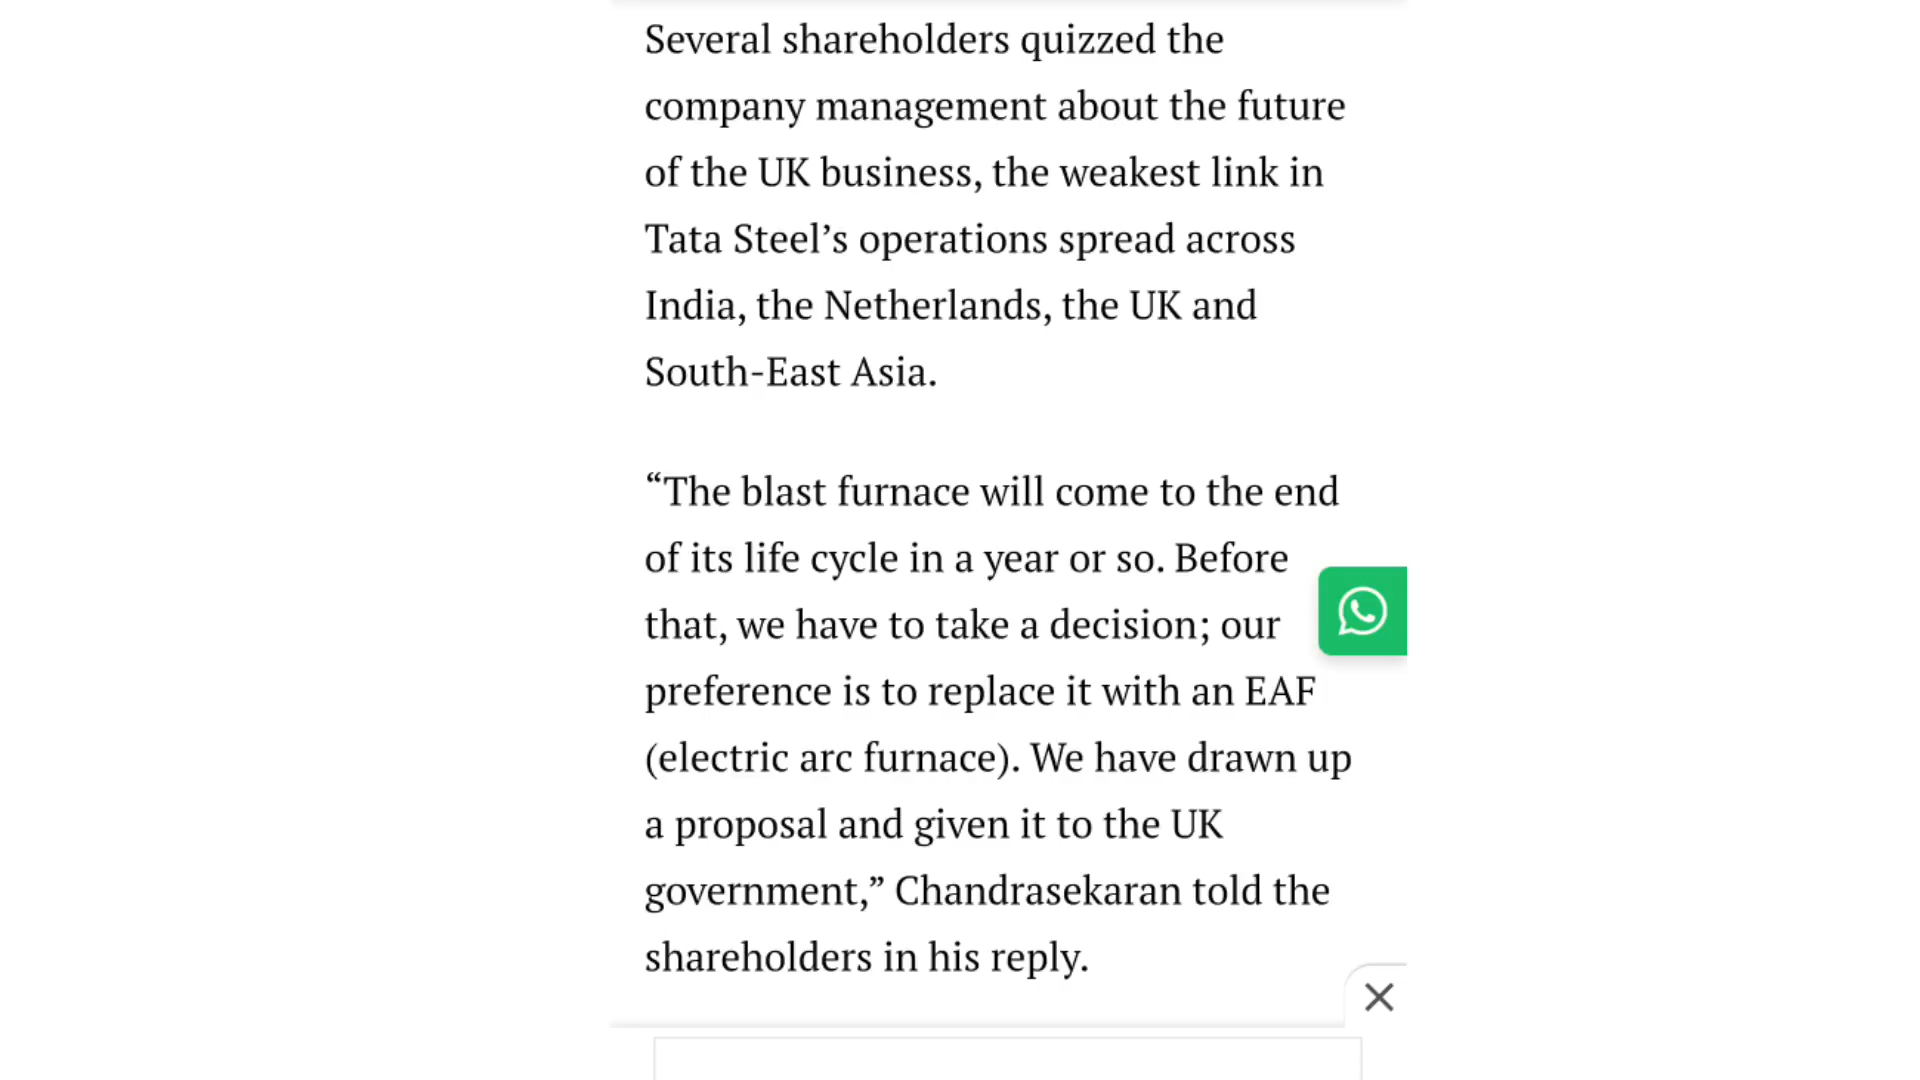 Several shareholders quizzed the
company management about the future
of the UK business, the weakest link in
Tata Steel’s operations spread across
India, the Netherlands, the UK and
South-East Asia.
“The blast furnace will come to the end
of its life cycle in a year or so. Before
that, we have to take a decision; our
preference is to replace it with an EAF
(electric arc furnace). We have drawn up
a proposal and given it to the UK
government,” Chandrasekaran told the
shareholders in his reply.